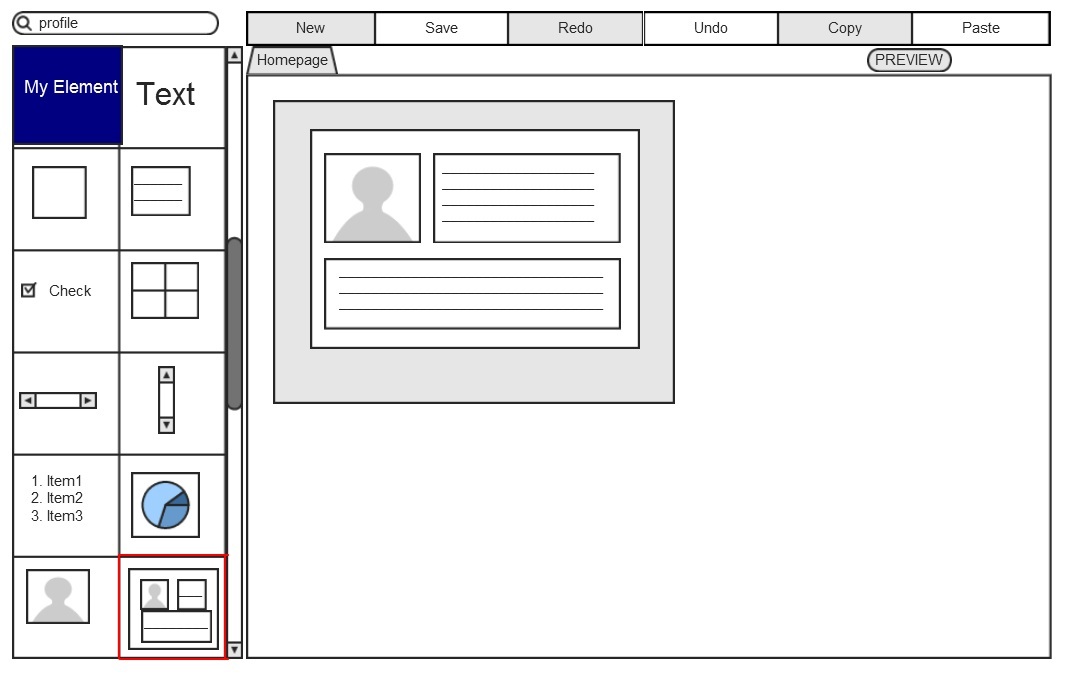 profile
New
Save
Redo
Undo
Copy
Paste
Homepage
PREVIEW
My Element
Text
Check
1. Item1
2. Item2
3. Item3